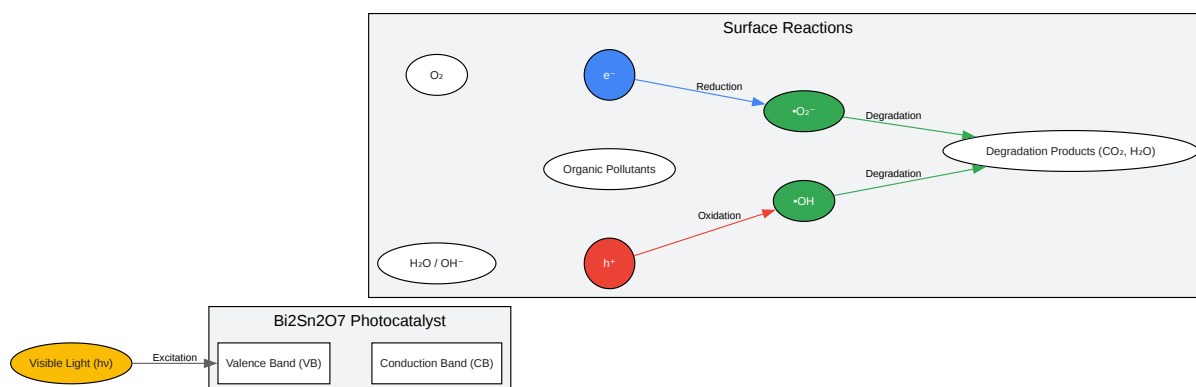 Surface Reactions
O₂
e⁻
Reduction
•O₂⁻
Degradation
Organic Pollutants
Degradation Products (CO₂, H₂O)
Degradation
•OH
Oxidation
H₂O / OH⁻
h⁺
Bi2Sn2O7 Photocatalyst
Visible Light (hν)
Excitation
Valence Band (VB)
Conduction Band (CB)